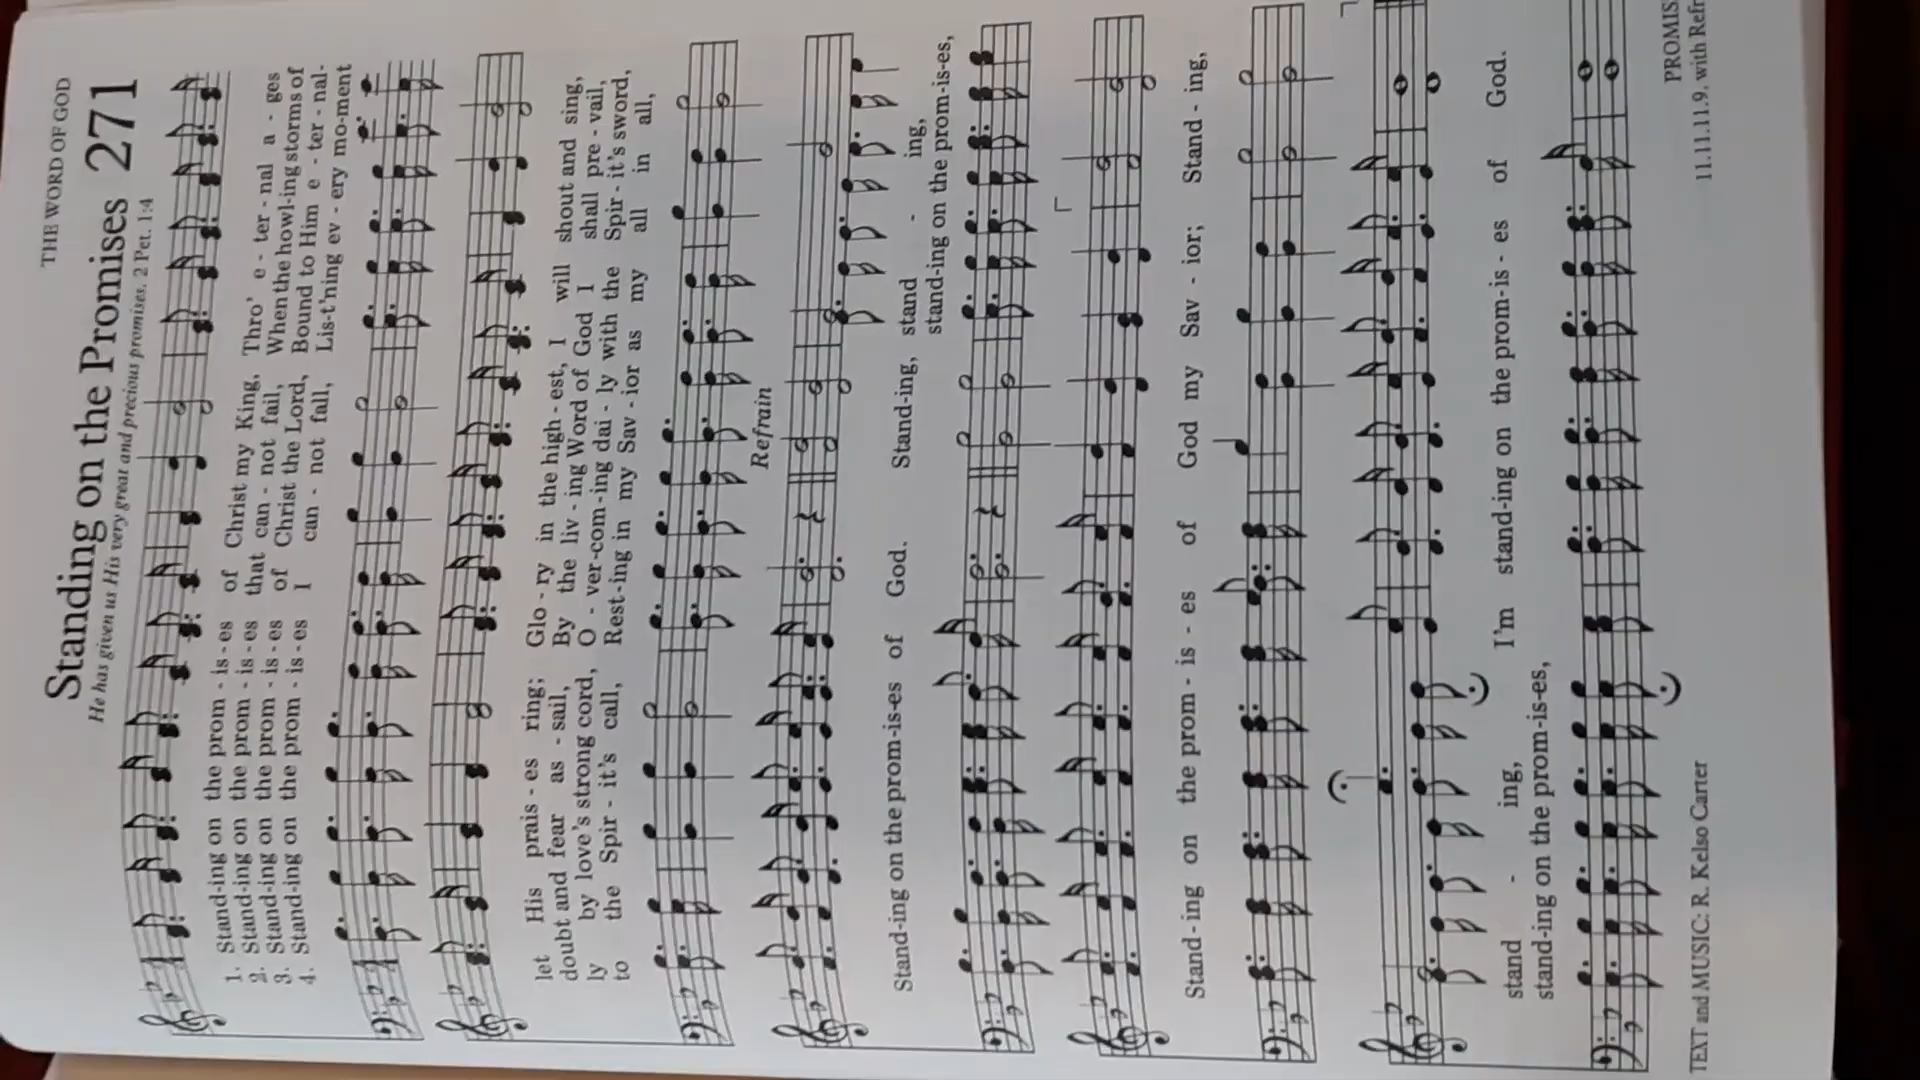 THE WORD OF GOD
Standing on the Promises 271
He has given us His very great and precious promises. 2 Pet. 1:4
1. Stand-ing on the prom - is - es of Christ my King, Thro' e - ter - nal a - ges
2. Stand-ing on the prom - is - es that can - not fail, When the howl-ing storms of
3. Stand-ing on the prom - is - es of Christ the Lord, Bound to Him e - ter - nal-
4. Stand-ing on the prom - is - es I can - not fall, Lis-t'ning ev - ery mo-ment
let His prais - es ring; Glo - ry in the high - est, I will shout and sing,
doubt and fear as - sail, By the liv - ing Word of God I shall pre - vail,
ly by love's strong cord, O - ver-com-ing dai - ly with the Spir - it's sword,
to the Spir - it's call, Rest-ing in my Sav - ior as my all in all,
Refrain
Stand-ing on the prom-is-es of God. Stand-ing, stand - ing,
stand-ing on the prom-is-es,
Stand-ing on the prom - is - es of God my Sav - ior; Stand - ing,
stand - ing, I'm stand-ing on the prom-is - es of God.
stand-ing on the prom-is-es,
TEXT and MUSIC: R. Kelso Carter
PROMIS
11.11.11.9. with Refr